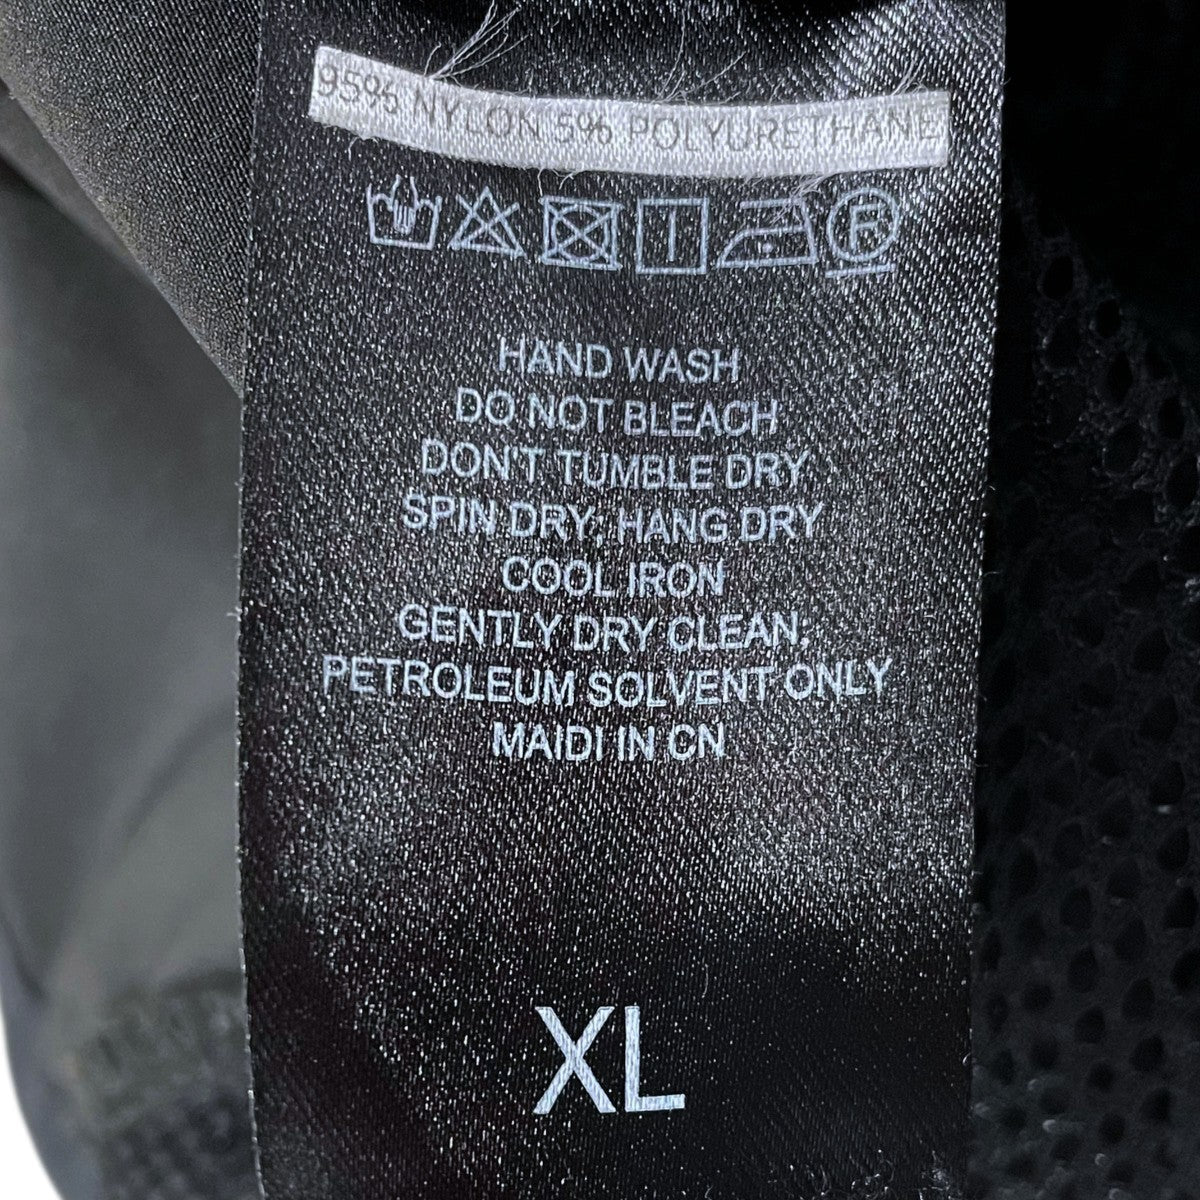 95% NYLON 5% POLYURETHANE
F
HAND WASH
DO NOT BLEACH
DON'T TUMBLE DRY
SPIN DRY, HANG DRY
COOL IRON
GENTLY DRY CLEAN,
PETROLEUM SOLVENT ONLY
MAIDI IN CN
XL